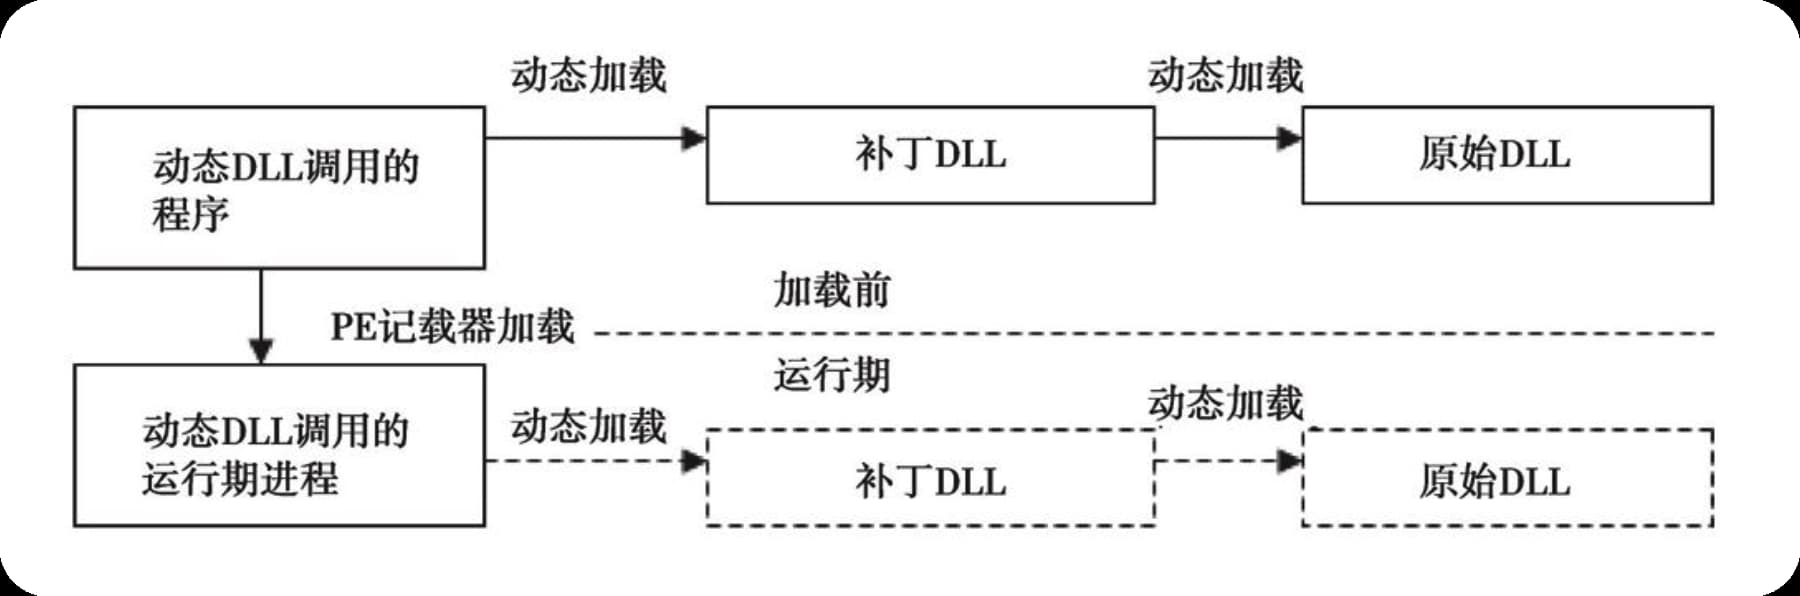 动态加载
动态加载
动态DLL调用的
程序
补丁DLL
原始DLL
加载前
PE记载器加载
运行期
动态加载
动态加载
动态DLL调用的
运行期进程
补丁DLL
原始DLL